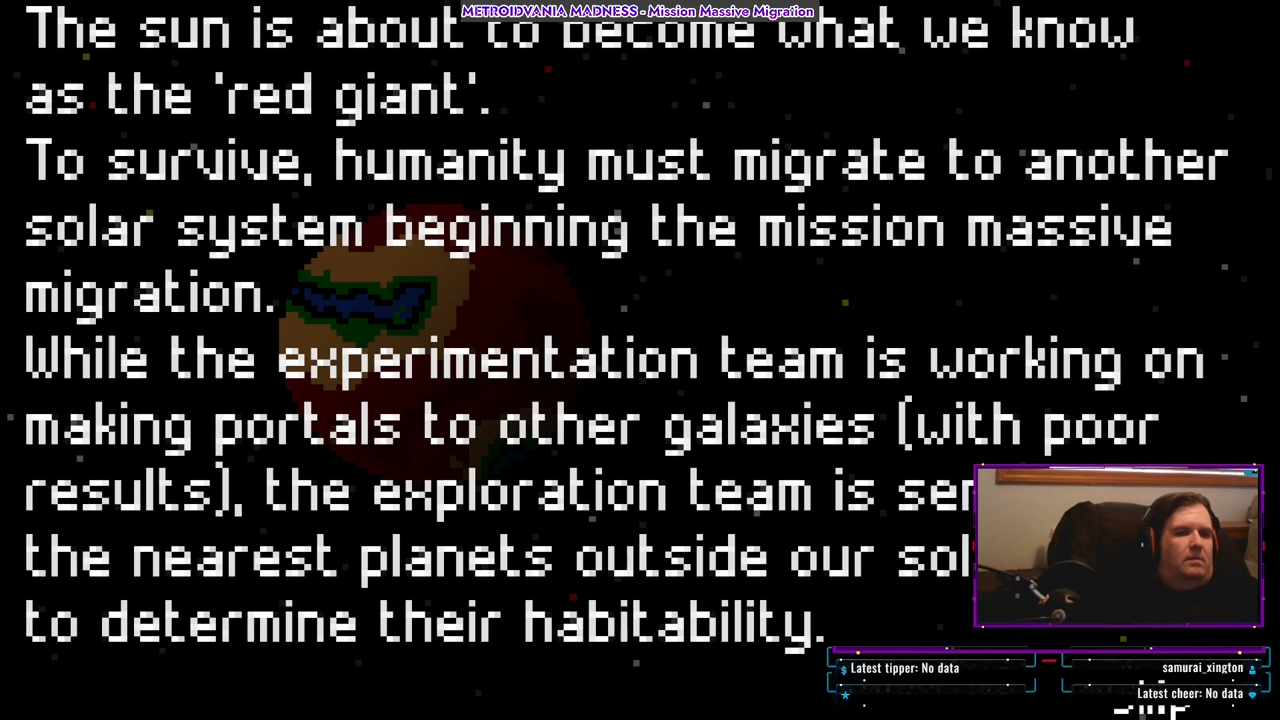 METROIDVANIA MADNESS - Mission Massive Migration
The sun is about to become what we know
as the 'red giant'.
To survive, humanity must migrate to another
solar system beginning the mission massive
migration.
While the experimentation team is working on
making portals to other galaxies (with poor
results), the exploration team is
the nearest planets outside our
to determine their habitability.
Latest tipper: No data
samurai_xington
Latest cheer: No data